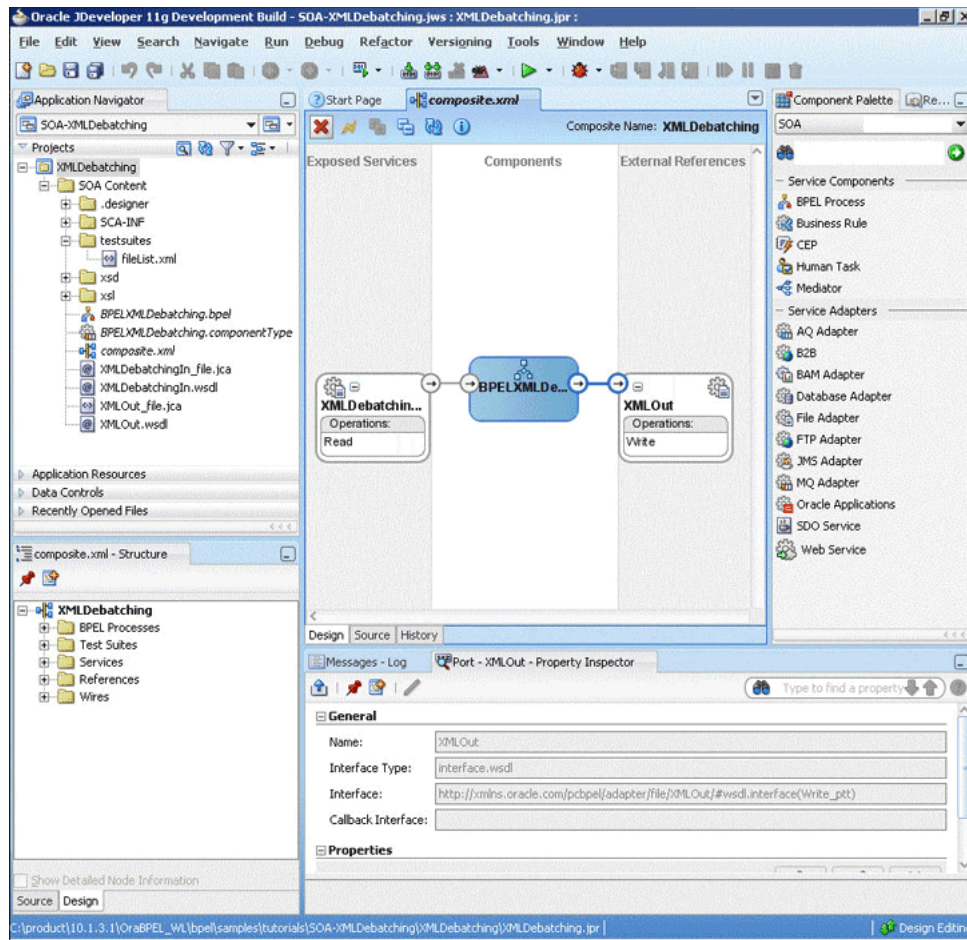 Oracle JDeveloper 11g Development Build - SOA-XMLDebatching.jws : XMLDebatching.jpr :
File Edit View Search Navigate Run Debug Refactor Versioning Tools Window Help
Application Navigator
SOA-XMLDebatching
Projects
XMLDebatching
SOA Content
.designer
SCA-INF
testsuites
fileList.xml
xsd
xsl
BPELXMLDebatching.bpel
BPELXMLDebatching.componentType
composite.xml
XMLDebatchingIn_file.jca
XMLDebatchingIn.wsdl
XMLOut_file.jca
XMLOut.wsdl
Application Resources
Data Controls
Recently Opened Files
composite.xml - Structure
XMLDebatching
BPEL Processes
Test Suites
Services
References
Wires
Show Detailed Node Information
Source Design
Start Page composite.xml
Composite Name: XMLDebatching
Exposed Services Components External References
XMLDebatchin...
Operations:
Read
BPELXMLDe...
XMLOut
Operations:
Write
Design Source History
Component Palette Re...
SOA
Service Components
BPEL Process
Business Rule
CEP
Human Task
Mediator
Service Adapters
AQ Adapter
B2B
BAM Adapter
Database Adapter
File Adapter
FTP Adapter
JMS Adapter
MQ Adapter
Oracle Applications
SDO Service
Web Service
Messages - Log Port - XMLOut - Property Inspector
Type to find a property
General
Name: XMLOut
Interface Type: interface.wsdl
Interface: http://xmlns.oracle.com/pcbpel/adapter/file/XMLOut/#wsdl.interface(Write_ptt)
Callback Interface:
Properties
C:\product\10.1.3.1\OraBPEL_WL\bpel\samples\tutorials\SOA-XMLDebatching\XMLDebatching\XMLDebatching.jpr Design Editin